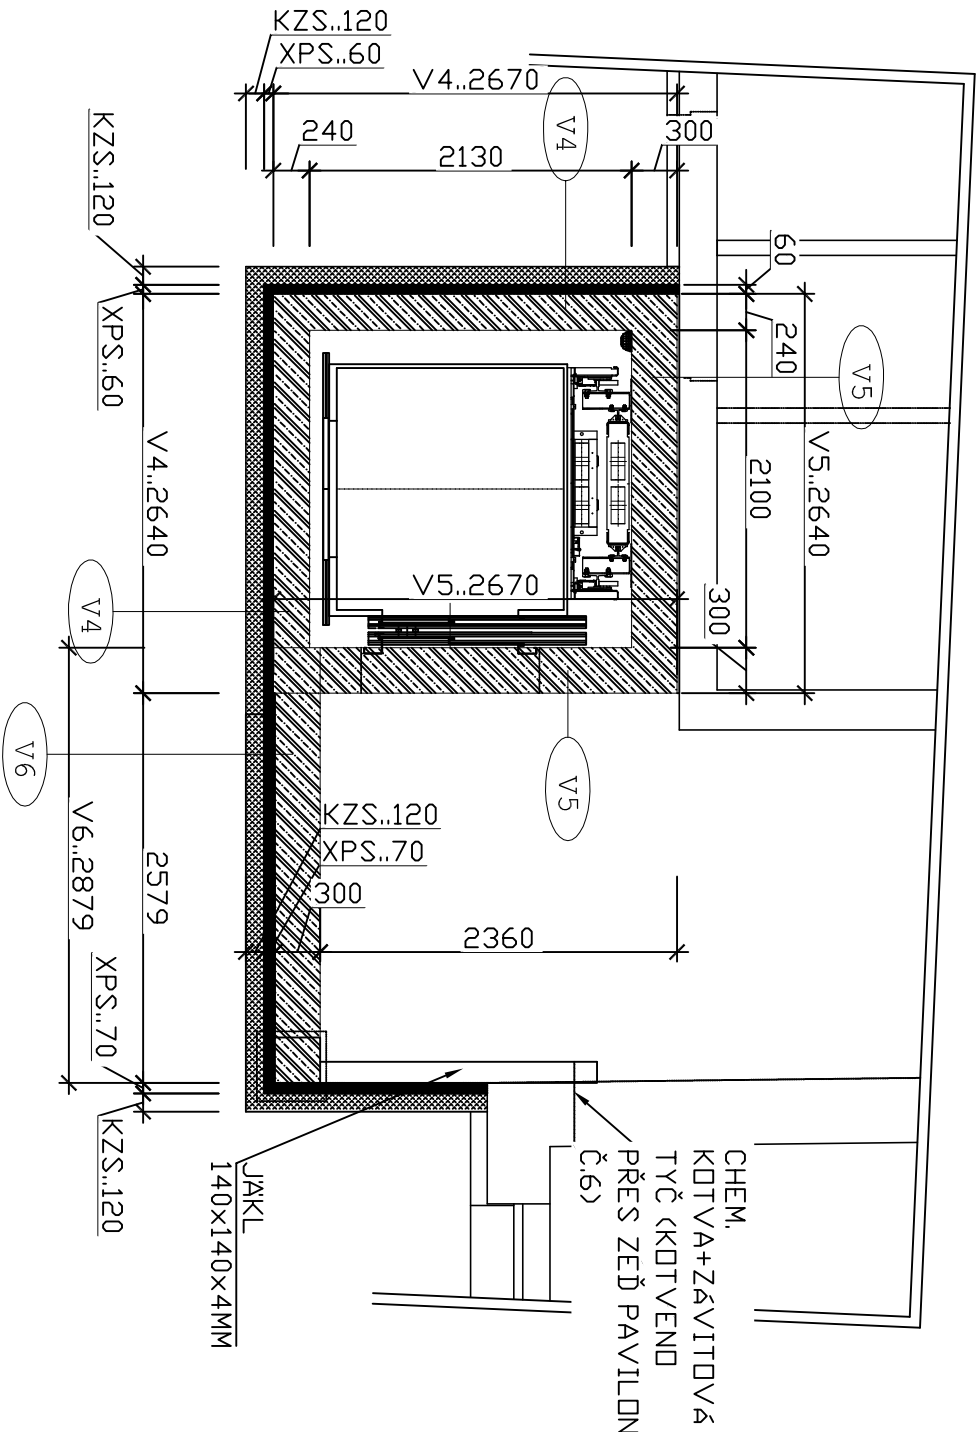 KZS..120
XPS..60
V4..2670
240
2130
300
V4
KZS..120
XPS..60
V4..2640
60
240
V5
2100
V5..2640
300
V5..2670
V4
V5
V6
KZS..120
XPS..70
300
2360
2579
V6..2879
XPS..70
KZS..120
JÄKL
140x140x4MM
CHEM.
KOTVA+ZÁVITOVÁ
TYČ (KOTVENO
PŘES ZEĎ PAVILON
Č.6)